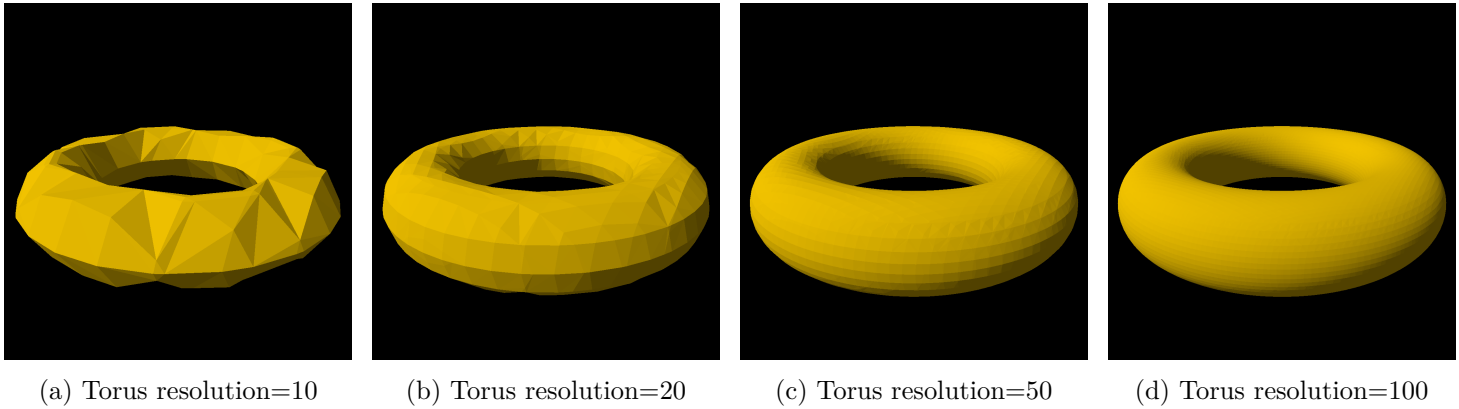 (a) Torus resolution=10
(b) Torus resolution=20
(c) Torus resolution=50
(d) Torus resolution=100